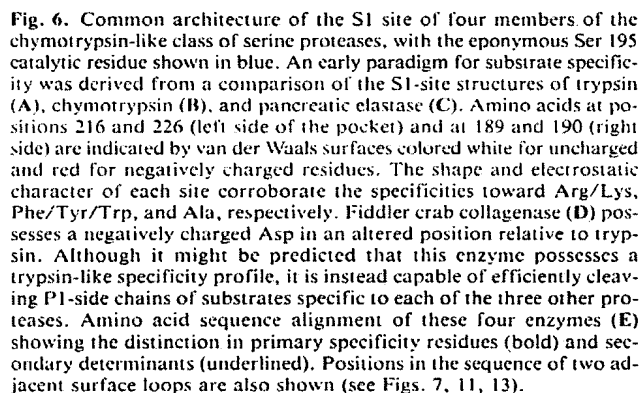 Fig. 6. Common architecture of the S1 site of four members of the
chymotrypsin-like class of serine proteases, with the eponymous Ser 195
catalytic residue shown in blue. An early paradigm for substrate specific-
ity was derived from a comparison of the S1-site structures of trypsin
(A), chymotrypsin (B), and pancreatic elastase (C). Amino acids at po-
sitions 216 and 226 (left side of the pocket) and at 189 and 190 (right
side) are indicated by van der Waals surfaces colored white for uncharged
and red for negatively charged residues. The shape and electrostatic
character of each site corroborate the specificities toward Arg/Lys,
Phe/Tyr/Trp, and Ala, respectively. Fiddler crab collagenase (D) pos-
sesses a negatively charged Asp in an altered position relative to tryp-
sin. Although it might be predicted that this enzyme possesses a
trypsin-like specificity profile, it is instead capable of efficiently cleav-
ing P1-side chains of substrates specific to each of the three other pro-
teases. Amino acid sequence alignment of these four enzymes (E)
showing the distinction in primary specificity residues (bold) and sec-
ondary determinants (underlined). Positions in the sequence of two ad-
jacent surface loops are also shown (see Figs. 7, 11, 13).